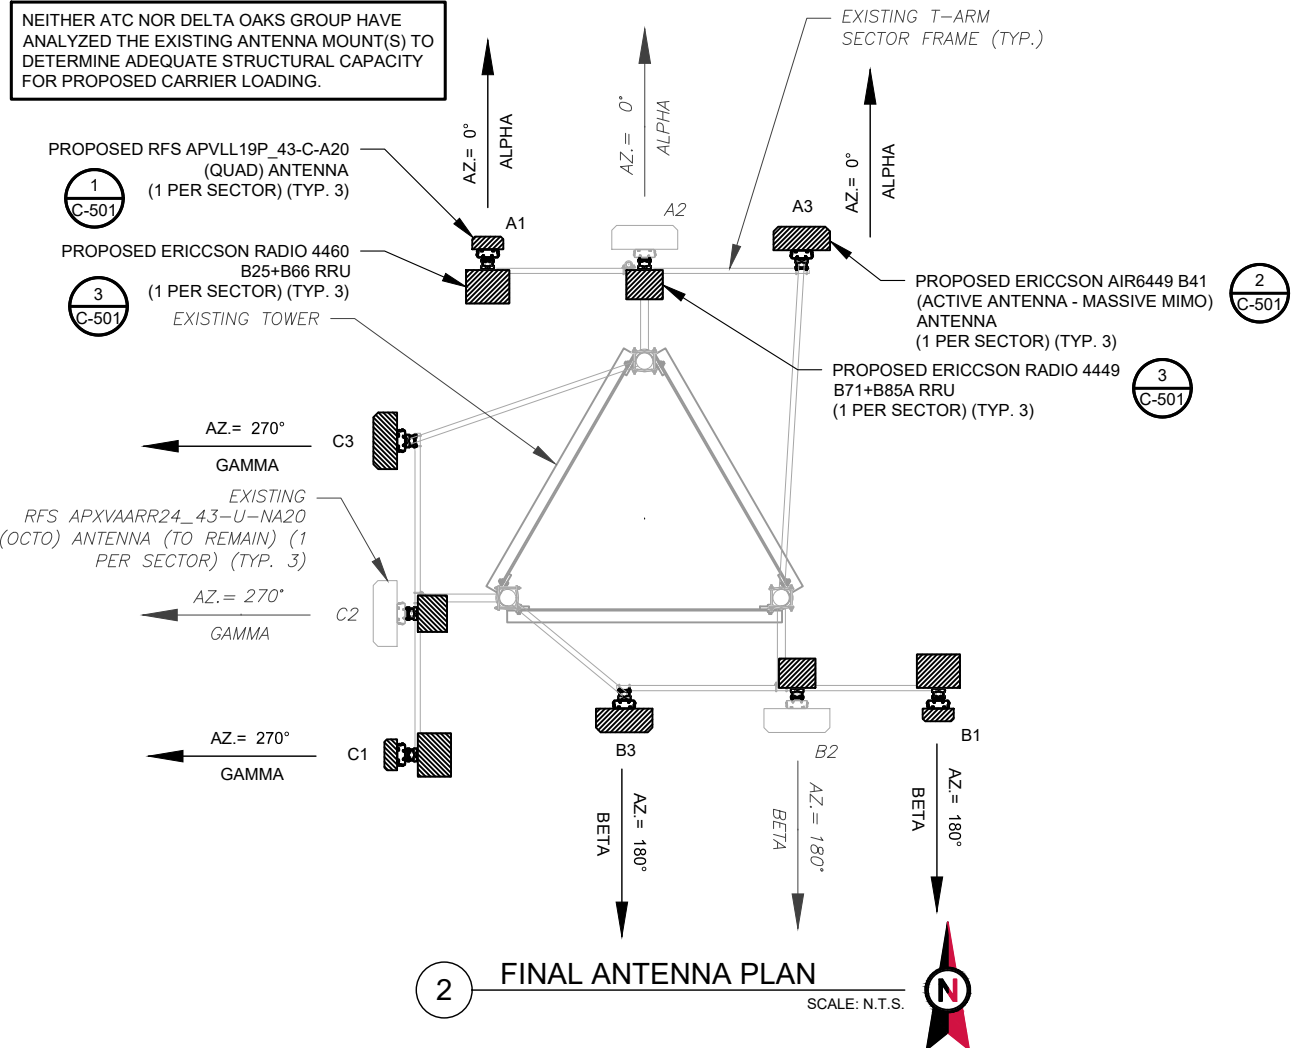 NEITHER ATC NOR DELTA OAKS GROUP HAVE
ANALYZED THE EXISTING ANTENNA MOUNT(S) TO
DETERMINE ADEQUATE STRUCTURAL CAPACITY
FOR PROPOSED CARRIER LOADING.
EXISTING T-ARM
SECTOR FRAME (TYP.)
AZ.= 0°
ALPHA
AZ.= 0°
ALPHA
AZ.= 0°
ALPHA
PROPOSED RFS APVLL19P_43-C-A20
(QUAD) ANTENNA
(1 PER SECTOR) (TYP. 3)
1
C-501
A1
A2
A3
PROPOSED ERICCSON RADIO 4460
B25+B66 RRU
(1 PER SECTOR) (TYP. 3)
3
C-501
EXISTING TOWER
PROPOSED ERICCSON AIR6449 B41
(ACTIVE ANTENNA - MASSIVE MIMO)
ANTENNA
(1 PER SECTOR) (TYP. 3)
2
C-501
PROPOSED ERICCSON RADIO 4449
B71+B85A RRU
(1 PER SECTOR) (TYP. 3)
3
C-501
AZ.= 270°
GAMMA
C3
EXISTING
RFS APXVAARR24_43-U-NA20
(OCTO) ANTENNA (TO REMAIN) (1
PER SECTOR) (TYP. 3)
AZ.= 270°
GAMMA
C2
AZ.= 270°
GAMMA
C1
B3
B2
B1
AZ.= 180°
BETA
AZ.= 180°
BETA
AZ.= 180°
BETA
2
FINAL ANTENNA PLAN
SCALE: N.T.S.
N